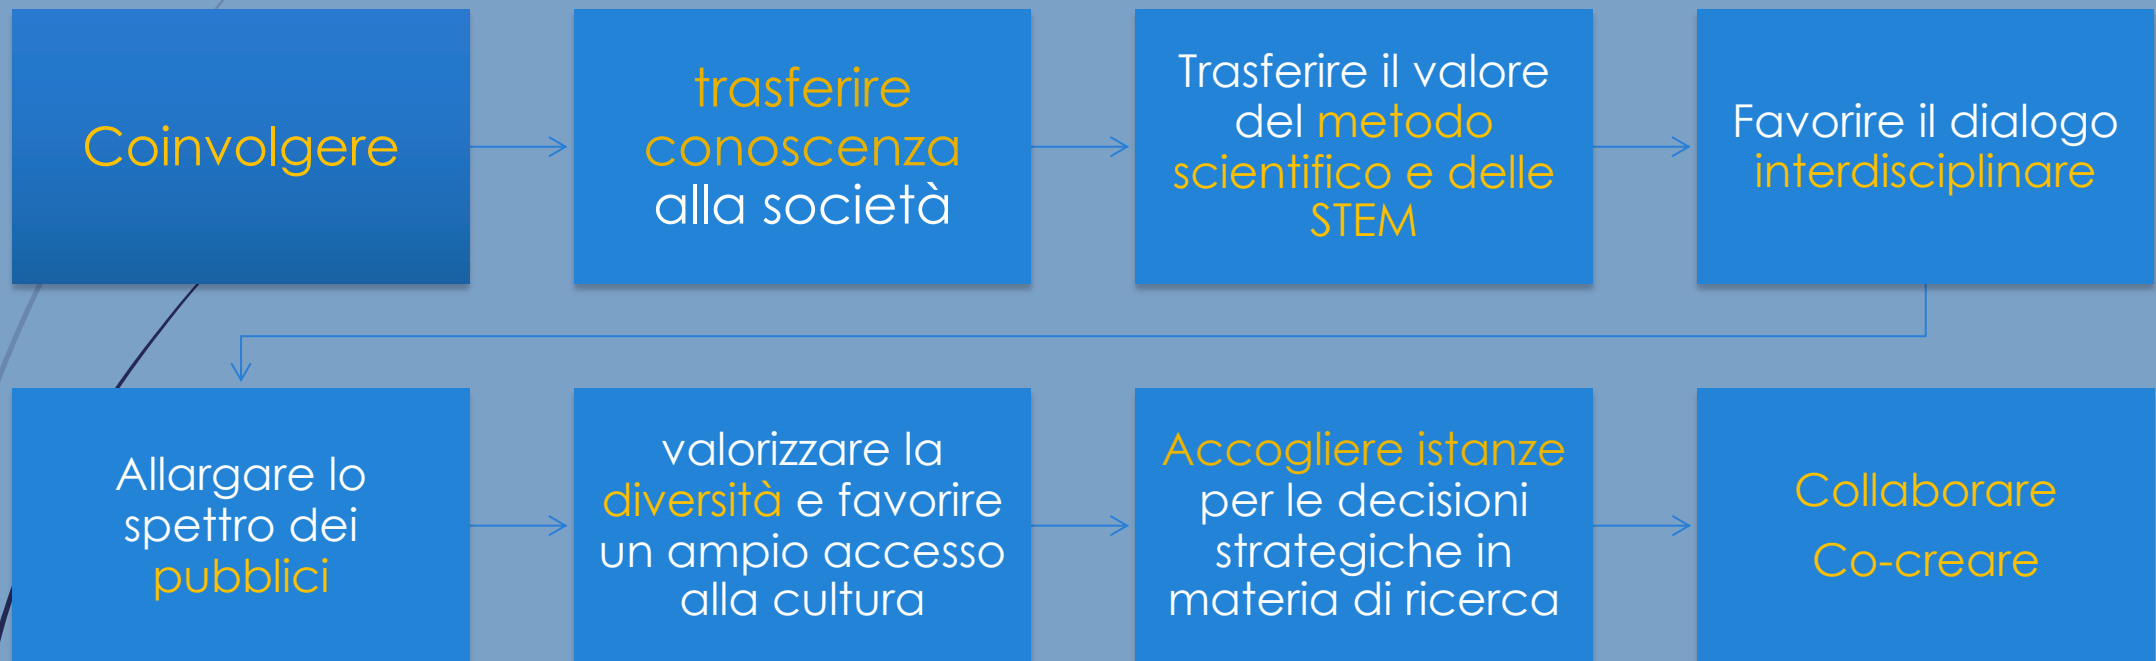 Coinvolgere
trasferire
conoscenza
alla società
Trasferire il valore
del metodo
scientifico e delle
STEM
Favorire il dialogo
interdisciplinare
Allargare lo
spettro dei
pubblici
valorizzare la
diversità e favorire
un ampio accesso
alla cultura
Accogliere istanze
per le decisioni
strategiche in
materia di ricerca
Collaborare
Co-creare